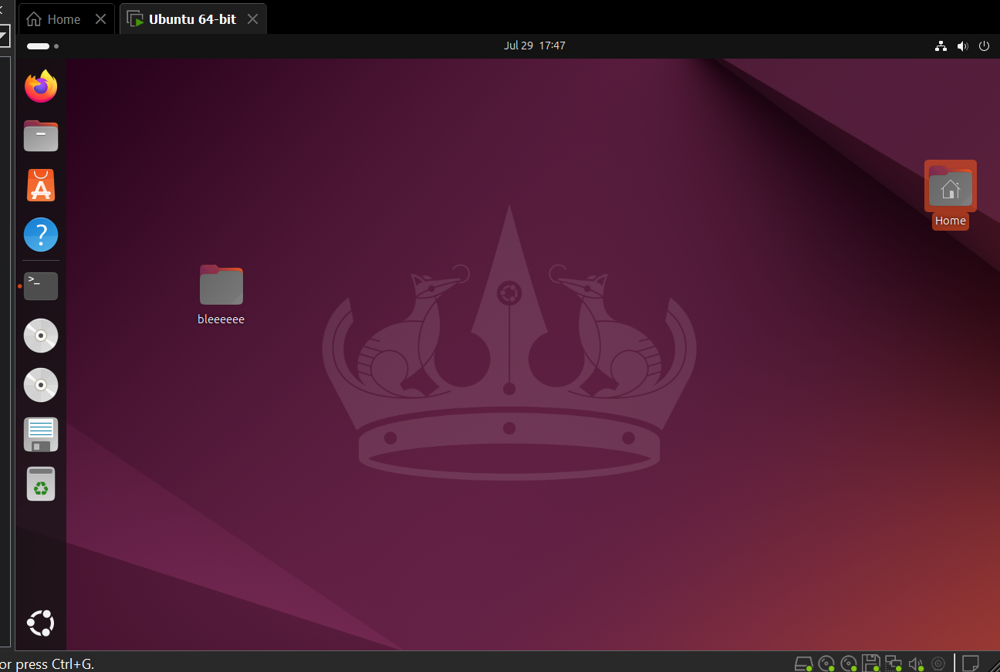 Home
Ubuntu 64-bit
Jul 29 17:47
Home
bleeeeee
or press Ctrl+G.